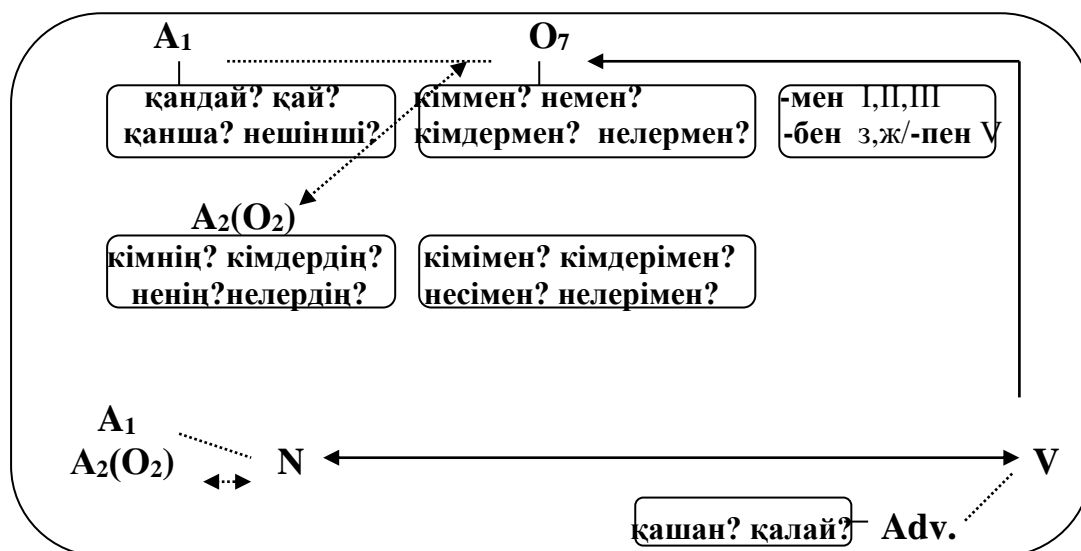 A₁ O₇
қандай? қай? кіммен? немен? -мен I,II,III
қанша? нешінші? кімдермен? нелермен? -бен з,ж/-пен V
A₂(O₂)
кімнің? кімдердің? кімімен? кімдерімен?
ненің?нелердің? несімен? нелерімен?
A₁
A₂(O₂) N V
қашан? қалай? Adv.